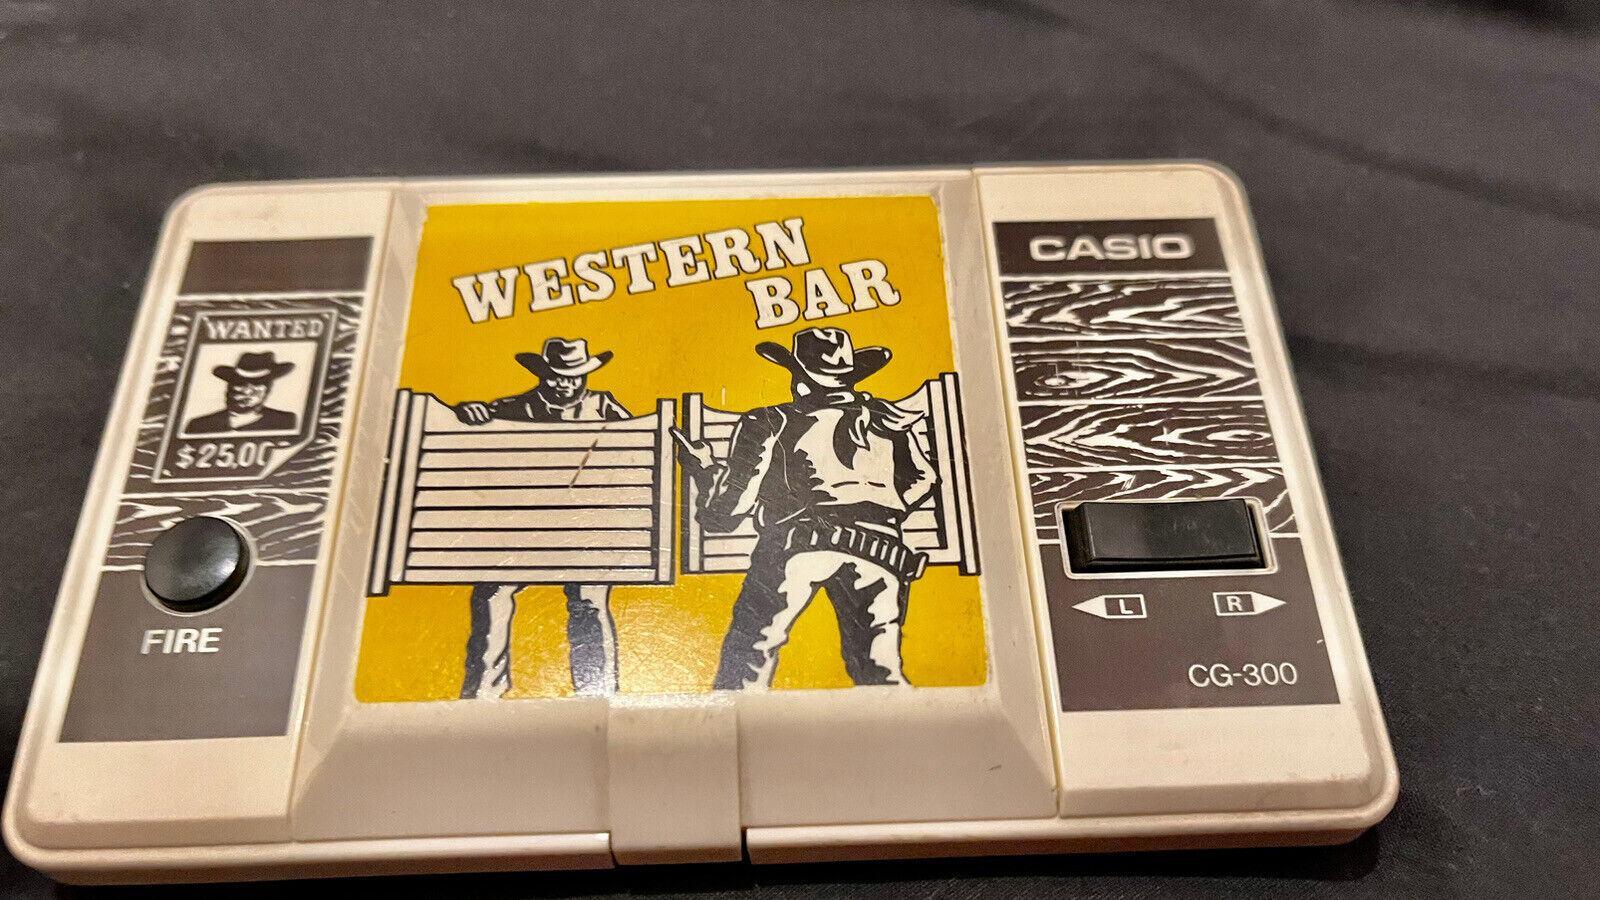 WESTERN
BAR
WANTED
$25.00
FIRE
CASIO
L R
CG-300